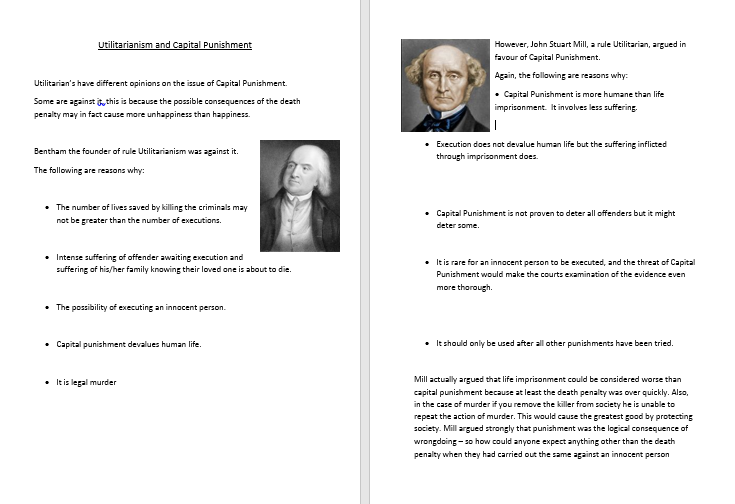 Utilitarianism and Capital Punishment
Utilitarian's have different opinions on the issue of Capital Punishment.
Some are against it, this is because the possible consequences of the death
penalty may in fact cause more unhappiness than happiness.
Bentham the founder of rule Utilitarianism was against it.
The following are reasons why:
• The number of lives saved by killing the criminals may
not be greater than the number of executions.
• Intense suffering of offender awaiting execution and
suffering of his/her family knowing their loved one is about to die.
• The possibility of executing an innocent person.
• Capital punishment devalues human life.
• It is legal murder
However, John Stuart Mill, a rule Utilitarian, argued in
favour of Capital Punishment.
Again, the following are reasons why:
• Capital Punishment is more humane than life
imprisonment. It involves less suffering.
• Execution does not devalue human life but the suffering inflicted
through imprisonment does.
• Capital Punishment is not proven to deter all offenders but it might
deter some.
• It is rare for an innocent person to be executed, and the threat of Capital
Punishment would make the courts examination of the evidence even
more thorough.
• It should only be used after all other punishments have been tried.
Mill actually argued that life imprisonment could be considered worse than
capital punishment because at least the death penalty was over quickly. Also,
in the case of murder if you remove the killer from society he is unable to
repeat the action of murder. This would cause the greatest good by protecting
society. Mill argued strongly that punishment was the logical consequence of
wrongdoing – so how could anyone expect anything other than the death
penalty when they had carried out the same against an innocent person